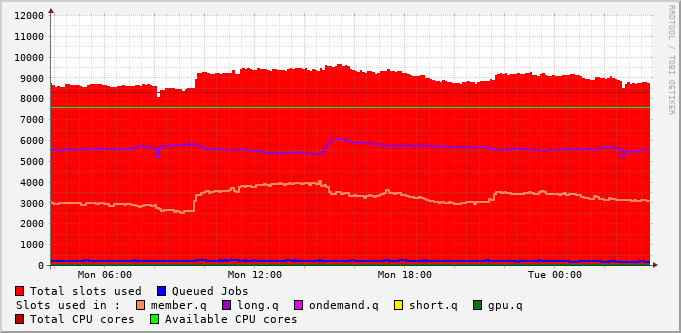 12000
11000
10000
9000
8000
7000
6000
5000
4000
3000
2000
1000
0
Mon 06:00 Mon 12:00 Mon 18:00 Tue 00:00
RRDTOOL / TOBI OETIKER
Total slots used Queued Jobs
Slots used in : member.q long.q ondemand.q short.q gpu.q
Total CPU cores Available CPU cores